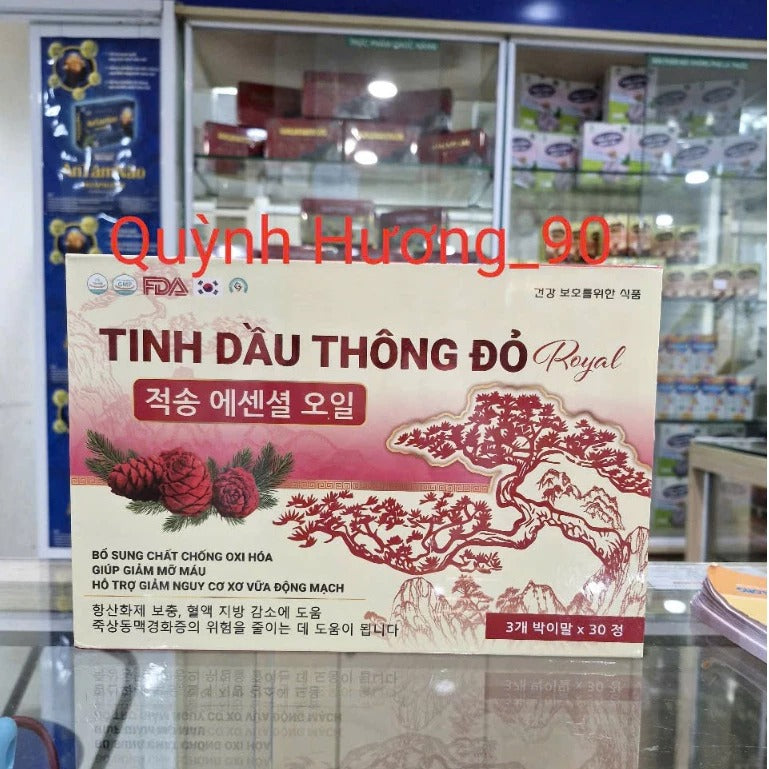 Quỳnh Hương_90
GMP
FDA
건강 보호를위한 식품
TINH DẦU THÔNG ĐỎ Royal
적송 에센셜 오일
BỔ SUNG CHẤT CHỐNG OXI HÓA
GIÚP GIẢM MỠ MÁU
HỖ TRỢ GIẢM NGUY CƠ XƠ VỮA ĐỘNG MẠCH
항산화제 보충, 혈액 지방 감소에 도움
죽상동맥경화증의 위험을 줄이는 데 도움이 됩니다
3개 박이말 x 30 정